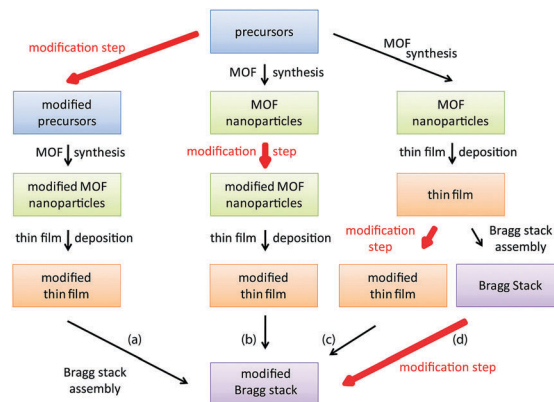 precursors
modification step
MOF synthesis
MOF
synthesis
modified
precursors
MOF
nanoparticles
MOF
nanoparticles
MOF synthesis
modification step
thin film deposition
modified MOF
nanoparticles
modified MOF
nanoparticles
thin film
thin film deposition
thin film deposition
modification
step
Bragg stack
assembly
modified
thin film
modified
thin film
modified
thin film
Bragg Stack
(a)
(b)
(c)
(d)
Bragg stack
assembly
modified
Bragg stack
modification step